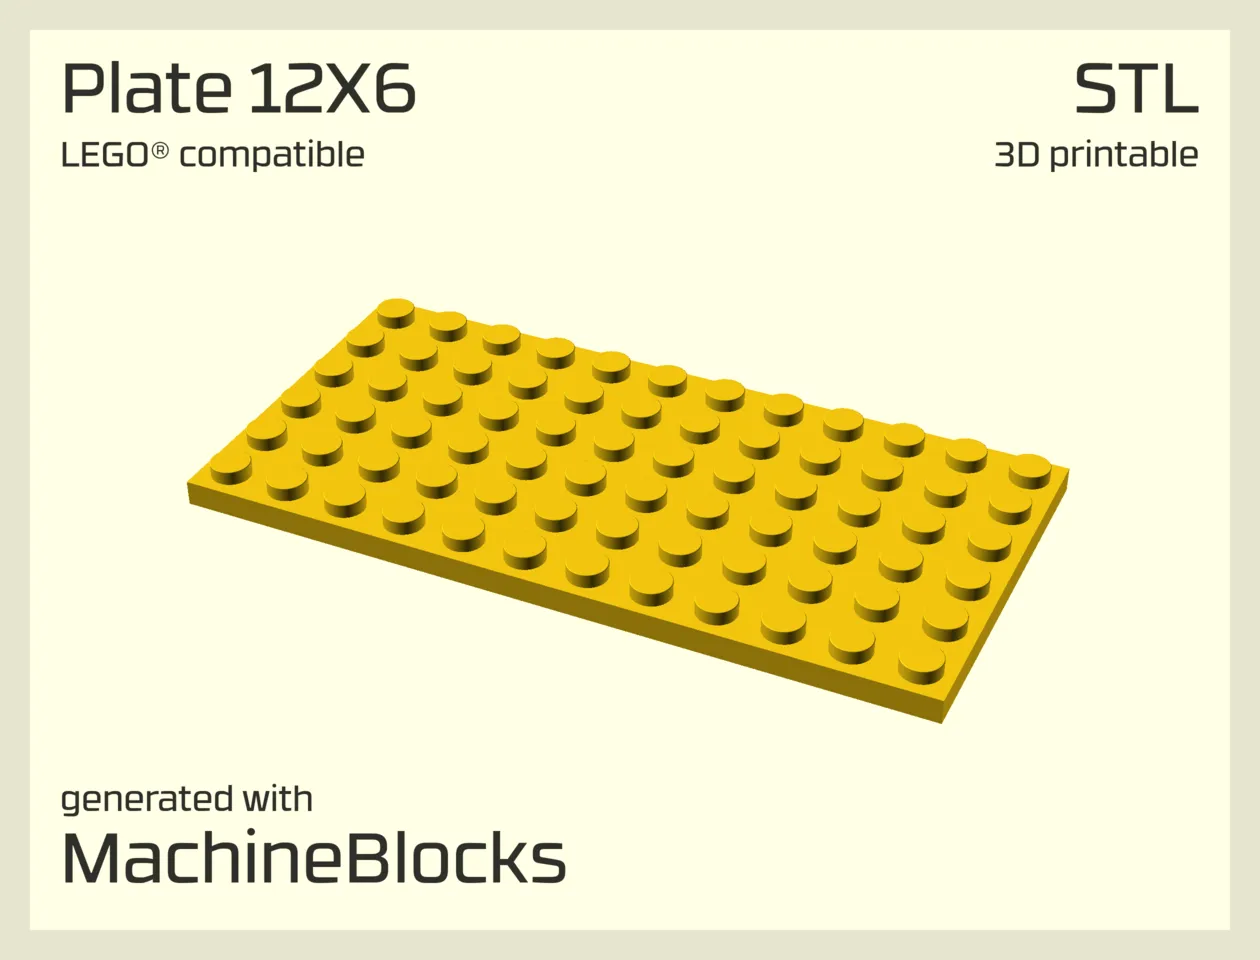 Plate 12X6
LEGO® compatible
STL
3D printable
generated with
MachineBlocks